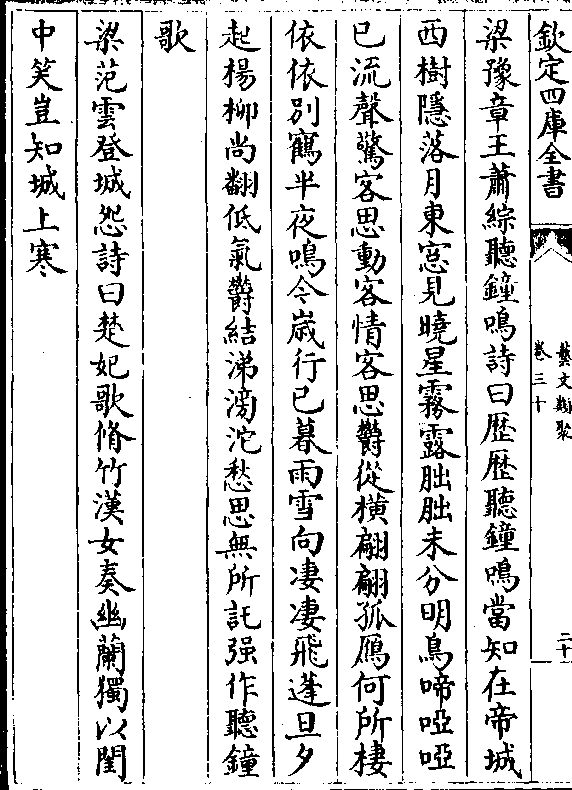 欽定四庫全書
藝文類聚
卷三十
二十
梁豫章王蕭綜聽鐘鳴詩曰歴歴聽鐘鳴當知在帝城
西樹隱落月東窓見曉星霧露朏朏未分明烏啼啞啞
已流聲驚客思動客情客思鬱從横翩翩孤鴈何所棲
依依別鶴半夜鳴今歳行已暮雨雪向凄凄飛蓬旦夕
起楊柳尚翻低氣鬱結涕滂沱愁思無所託强作聽鐘
歌
梁范雲登城怨詩曰楚妃歌脩竹漢女奏幽蘭獨以閨
中笑豈知城上寒